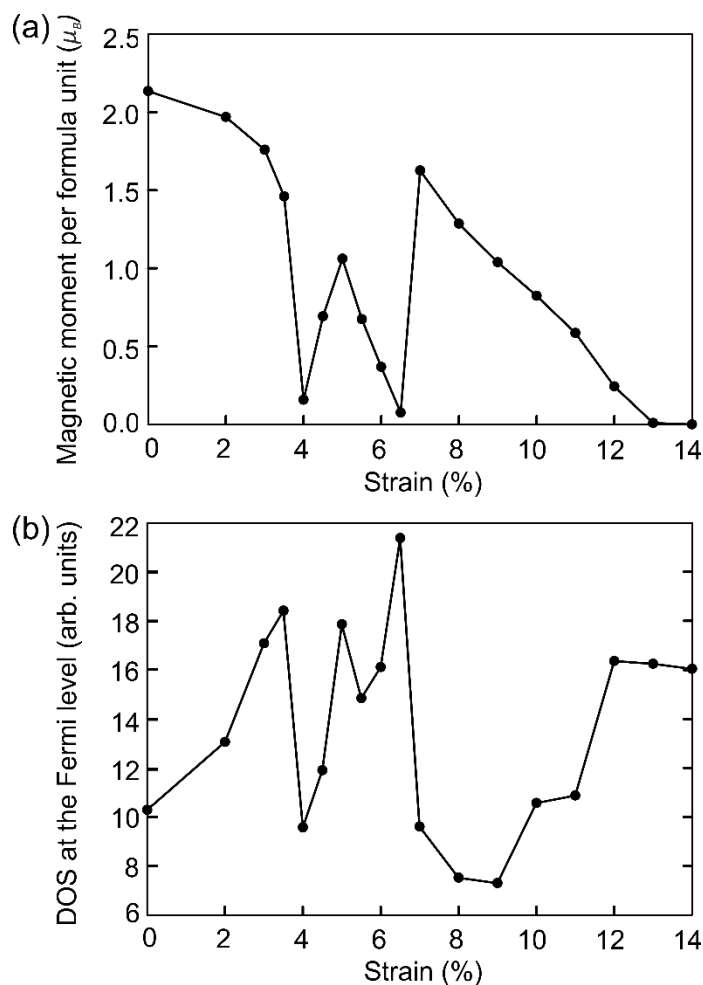 (a)
Magnetic moment per formula unit (μB)
2.5
2.0
1.5
1.0
0.5
0.0
0 2 4 6 8 10 12 14
Strain (%)
(b)
DOS at the Fermi level (arb. units)
22
20
18
16
14
12
10
8
6
0 2 4 6 8 10 12 14
Strain (%)